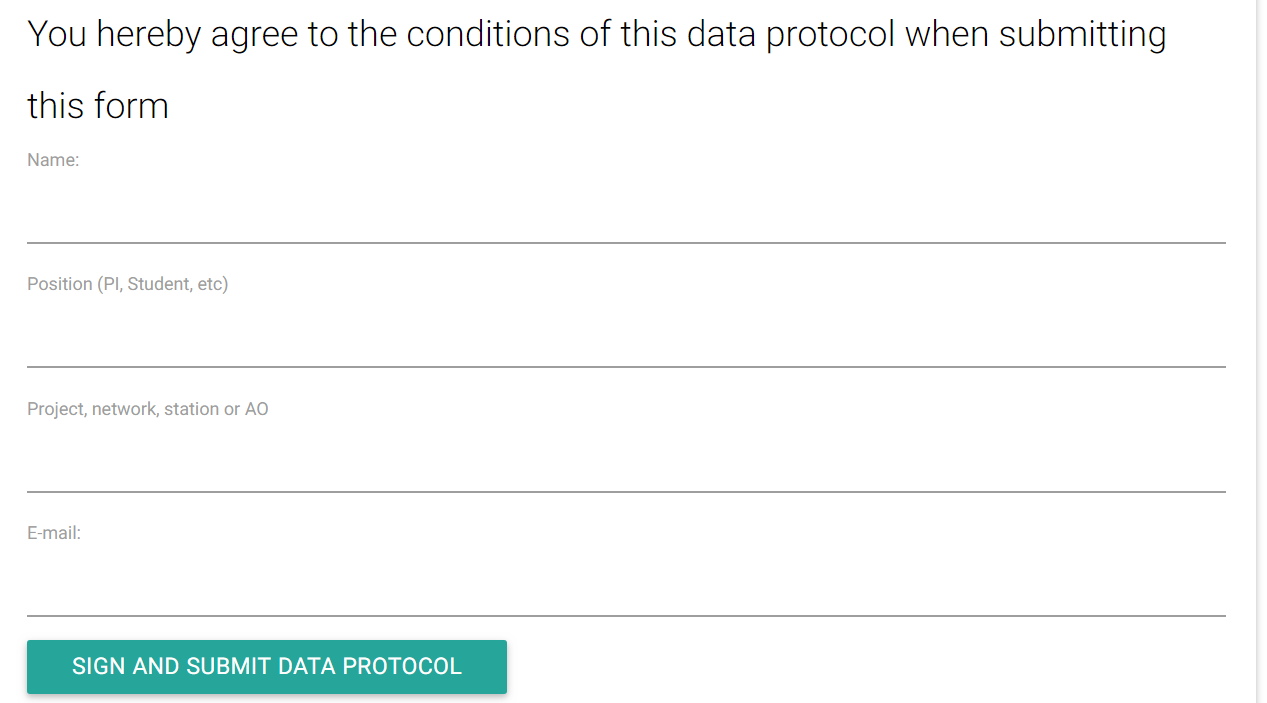 You hereby agree to the conditions of this data protocol when submitting
this form
Name:
Position (PI, Student, etc)
Project, network, station or AO
E-mail:
SIGN AND SUBMIT DATA PROTOCOL